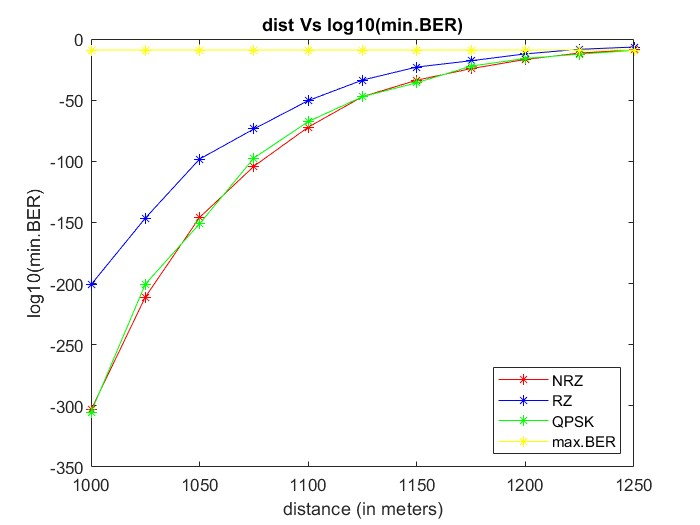 dist Vs log10(min.BER)
log10(min.BER)
0
-50
-100
-150
-200
-250
-300
-350
NRZ
RZ
QPSK
max.BER
1000 1050 1100 1150 1200 1250
distance (in meters)